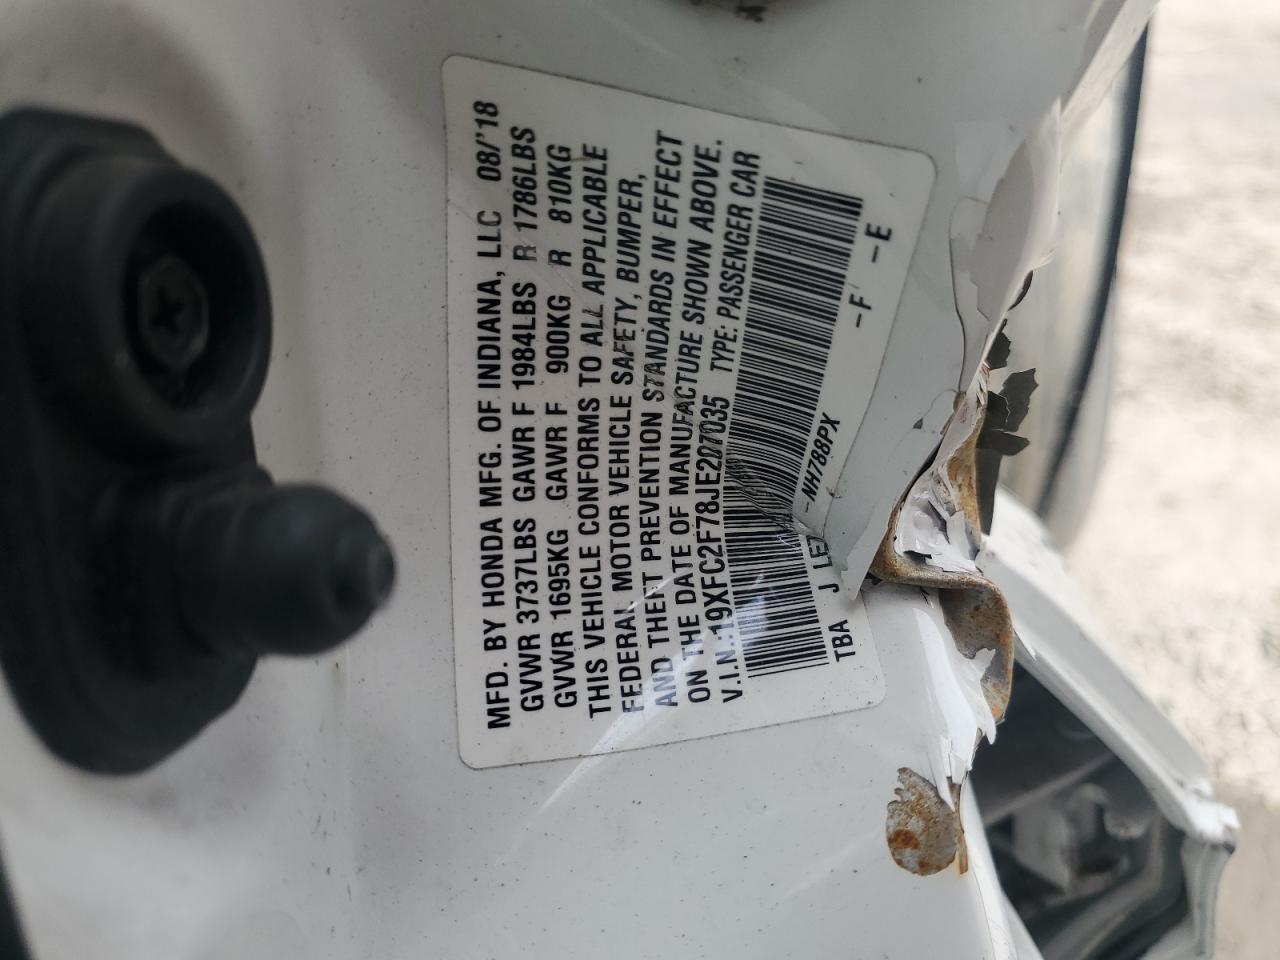 MFD. BY HONDA MFG. OF INDIANA, LLC 08/'18
GVWR 3737LBS GAWR F 1984LBS R 1786LBS
GVWR 1695KG GAWR F 900KG R 810KG
THIS VEHICLE CONFORMS TO ALL APPLICABLE
FEDERAL MOTOR VEHICLE SAFETY, BUMPER,
AND THEFT PREVENTION STANDARDS IN EFFECT
ON THE DATE OF MANUFACTURE SHOWN ABOVE.
V.I.N.:19XFC2F78JE207035 TYPE: PASSENGER CAR
TBA J -NH788PX -F -E